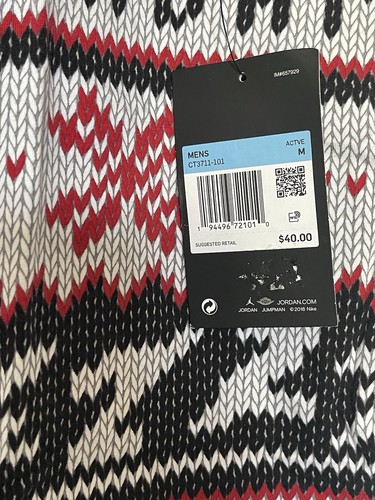 IM#657929
ACTVE
MENS M
CT3711-101
1 94496 72101 0
SUGGESTED RETAIL $40.00
JORDAN.COM
JORDAN JUMPMAN © 2018 Nike